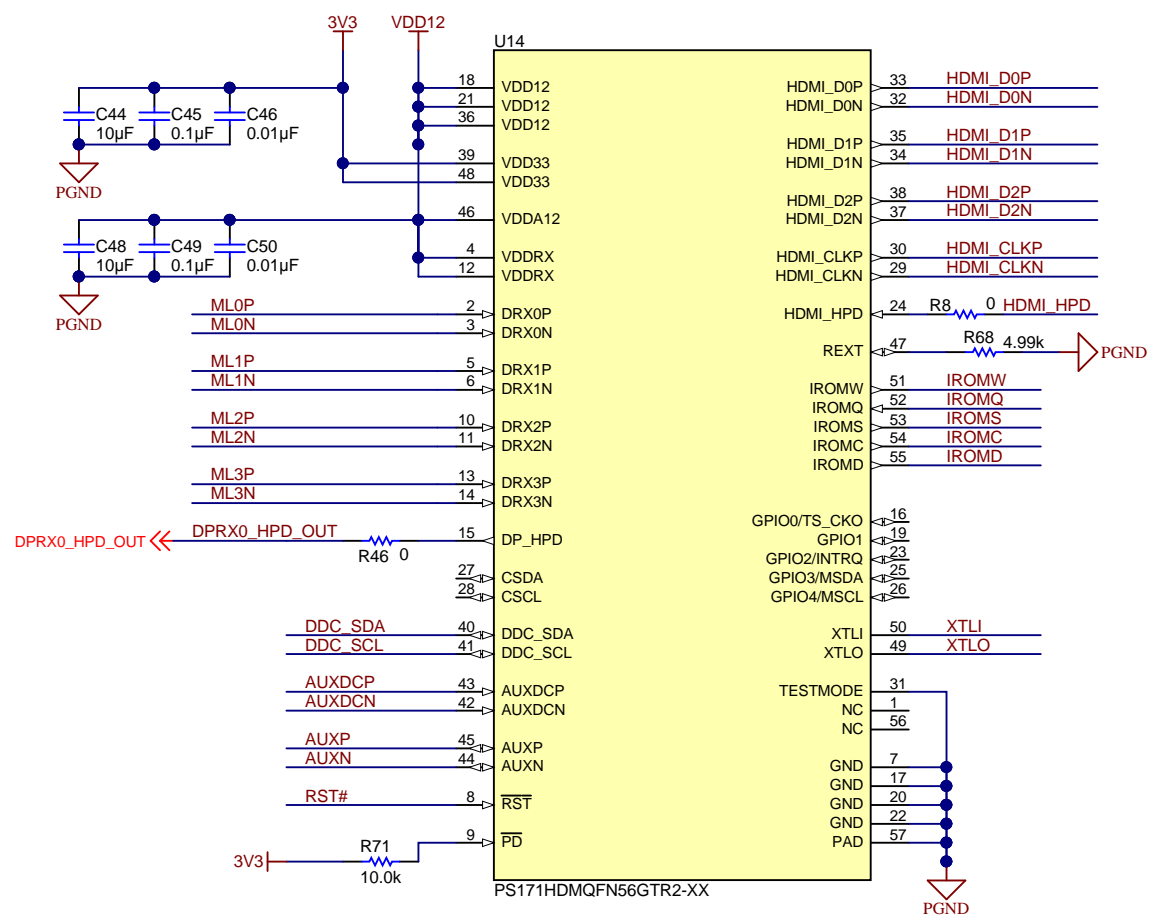 3V3 VDD12
U14
C44 10µF
C45 0.1µF
C46 0.01µF
PGND
C48 10µF
C49 0.1µF
C50 0.01µF
PGND
18 VDD12
21 VDD12
36 VDD12
39 VDD33
48 VDD33
46 VDDA12
4 VDDRX
12 VDDRX
ML0P 2 DRX0P
ML0N 3 DRX0N
ML1P 5 DRX1P
ML1N 6 DRX1N
ML2P 10 DRX2P
ML2N 11 DRX2N
ML3P 13 DRX3P
ML3N 14 DRX3N
DPRX0_HPD_OUT DPRX0_HPD_OUT R46 0 15 DP_HPD
27 CSDA
28 CSCL
DDC_SDA 40 DDC_SDA
DDC_SCL 41 DDC_SCL
AUXDCP 43 AUXDCP
AUXDCN 42 AUXDCN
AUXP 45 AUXP
AUXN 44 AUXN
RST# 8 RST
3V3 R71 10.0k 9 PD
HDMI_D0P 33 HDMI_D0P
HDMI_D0N 32 HDMI_D0N
HDMI_D1P 35 HDMI_D1P
HDMI_D1N 34 HDMI_D1N
HDMI_D2P 38 HDMI_D2P
HDMI_D2N 37 HDMI_D2N
HDMI_CLKP 30 HDMI_CLKP
HDMI_CLKN 29 HDMI_CLKN
HDMI_HPD 24 R8 0 HDMI_HPD
REXT 47 R68 4.99k PGND
IROMW 51 IROMW
IROMQ 52 IROMQ
IROMS 53 IROMS
IROMC 54 IROMC
IROMD 55 IROMD
GPIO0/TS_CKO 16
GPIO1 19
GPIO2/INTRQ 23
GPIO3/MSDA 25
GPIO4/MSCL 26
XTLI 50 XTLI
XTLO 49 XTLO
TESTMODE 31
NC 1
NC 56
GND 7
GND 17
GND 20
GND 22
PAD 57
PGND
PS171HDMQFN56GTR2-XX